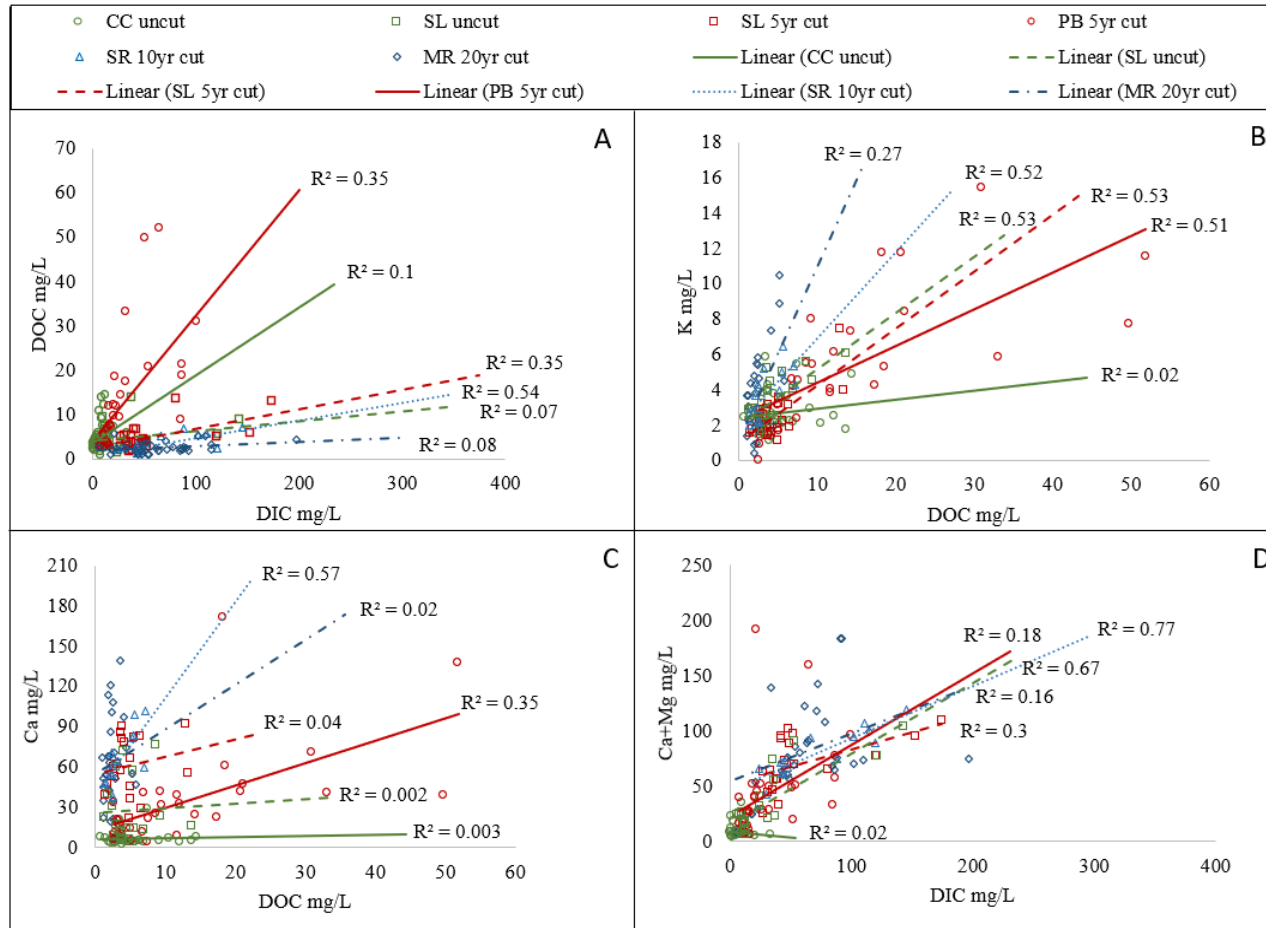 CC uncut SL uncut SL 5yr cut PB 5yr cut
SR 10yr cut MR 20yr cut Linear (CC uncut) Linear (SL uncut)
Linear (SL 5yr cut) Linear (PB 5yr cut) Linear (SR 10yr cut) Linear (MR 20yr cut)
A
70
60
50
40
30
20
10
0
DOC mg/L
R² = 0.35
R² = 0.1
R² = 0.35
R² = 0.54
R² = 0.07
R² = 0.08
0 100 200 300 400
DIC mg/L
B
18
16
14
12
10
8
6
4
2
0
K mg/L
R² = 0.27
R² = 0.52
R² = 0.53
R² = 0.53
R² = 0.51
R² = 0.02
0 10 20 30 40 50 60
DOC mg/L
C
210
180
150
120
90
60
30
0
Ca mg/L
R² = 0.57
R² = 0.02
R² = 0.35
R² = 0.04
R² = 0.002
R² = 0.003
0 10 20 30 40 50 60
DOC mg/L
D
250
200
150
100
50
0
Ca+Mg mg/L
R² = 0.18
R² = 0.77
R² = 0.67
R² = 0.16
R² = 0.3
R² = 0.02
0 100 200 300 400
DIC mg/L